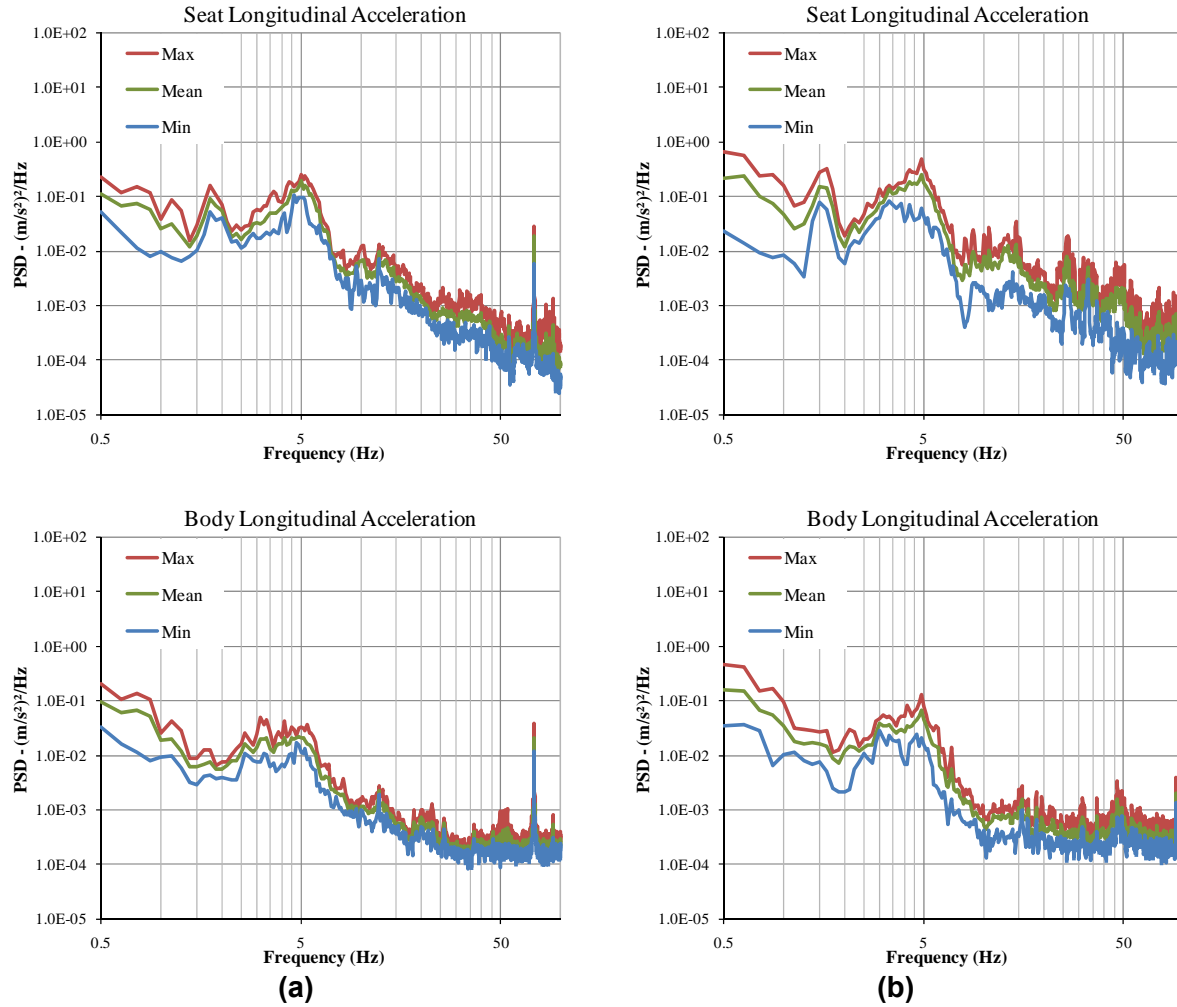 Seat Longitudinal Acceleration
1.0E+02
1.0E+01
1.0E+00
1.0E-01
1.0E-02
1.0E-03
1.0E-04
1.0E-05
PSD - (m/s²)²/Hz
Max
Mean
Min
0.5 5 50
Frequency (Hz)
Seat Longitudinal Acceleration
1.0E+02
1.0E+01
1.0E+00
1.0E-01
1.0E-02
1.0E-03
1.0E-04
1.0E-05
PSD - (m/s²)²/Hz
Max
Mean
Min
0.5 5 50
Frequency (Hz)
Body Longitudinal Acceleration
1.0E+02
1.0E+01
1.0E+00
1.0E-01
1.0E-02
1.0E-03
1.0E-04
1.0E-05
PSD - (m/s²)²/Hz
Max
Mean
Min
0.5 5 50
Frequency (Hz)
(a)
Body Longitudinal Acceleration
1.0E+02
1.0E+01
1.0E+00
1.0E-01
1.0E-02
1.0E-03
1.0E-04
1.0E-05
PSD - (m/s²)²/Hz
Max
Mean
Min
0.5 5 50
Frequency (Hz)
(b)